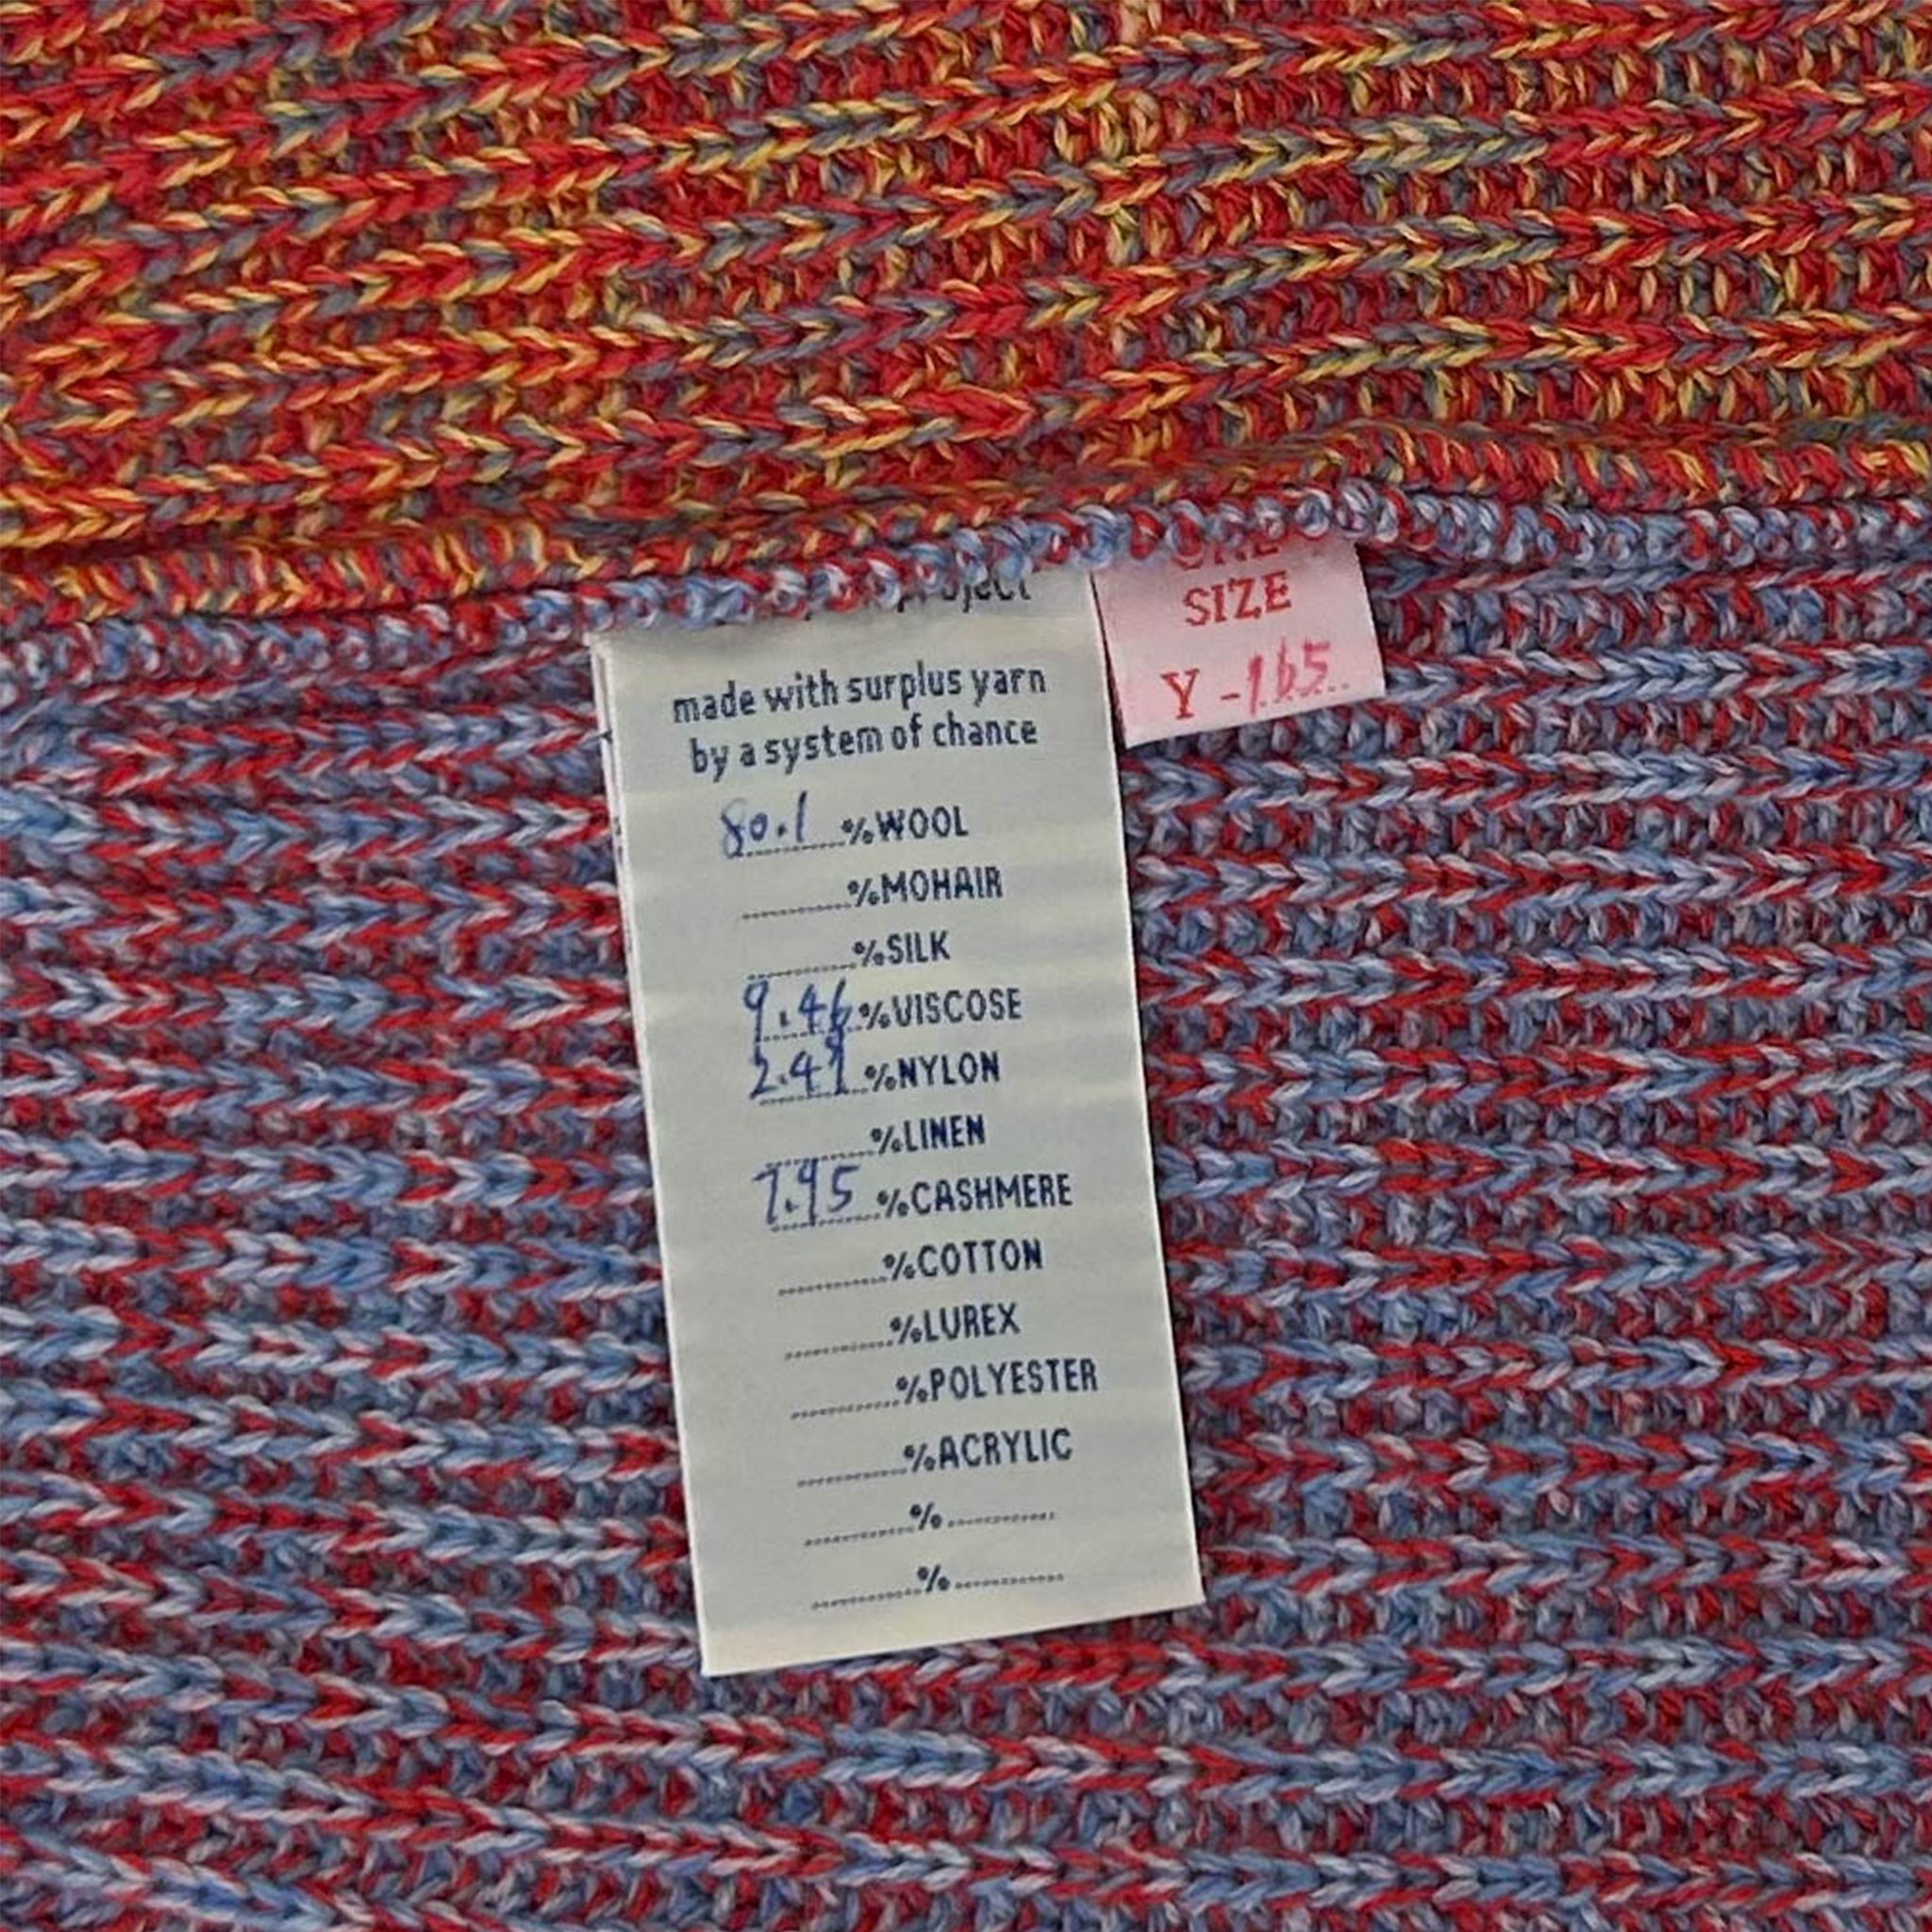 project
made with surplus yarn
by a system of chance
80.1 %WOOL
%MOHAIR
%SILK
9.46 %VISCOSE
2.49 %NYLON
%LINEN
7.95 %CASHMERE
%COTTON
%LUREX
%POLYESTER
%ACRYLIC
%
%
SIZE
Y -165